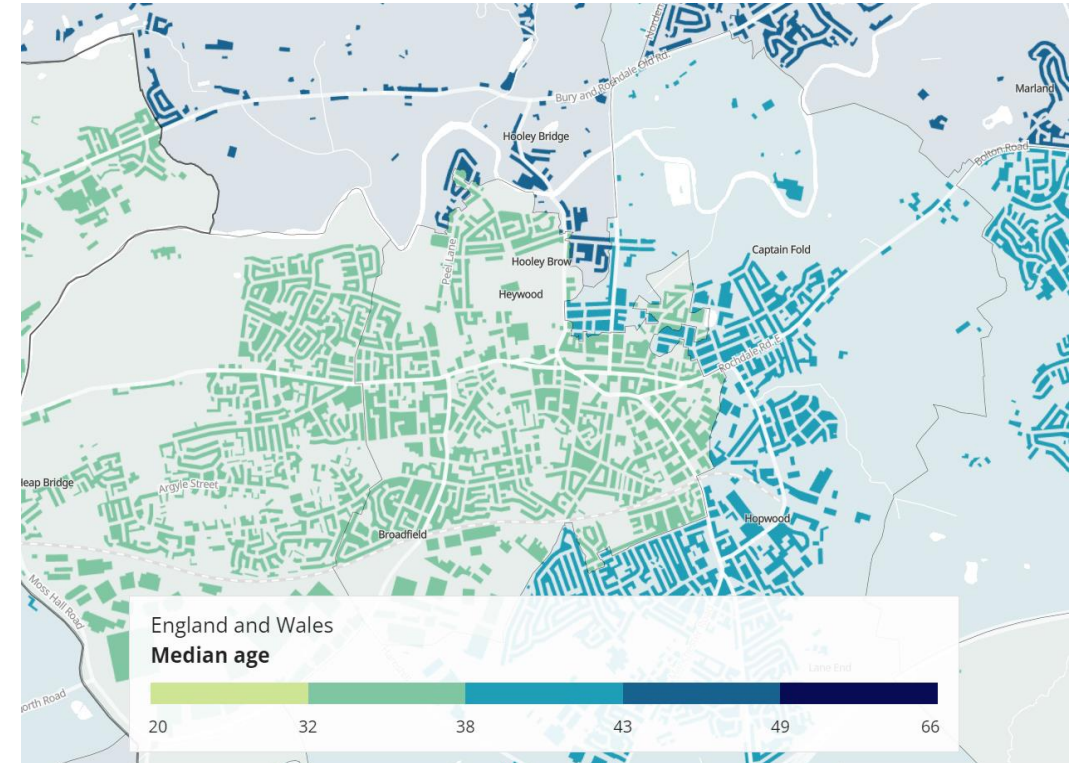 Norden
Bury and Rochdale Old Rd.
Marland
Hooley Bridge
Bolton Road
Peel Lane
Captain Fold
Hooley Brow
Heywood
Rochdale Rd. E
Heap Bridge
Argyle Street
Hopwood
Broadfield
Moss Hall Road
England and Wales
Median age
Lane End
20 32 38 43 49 66